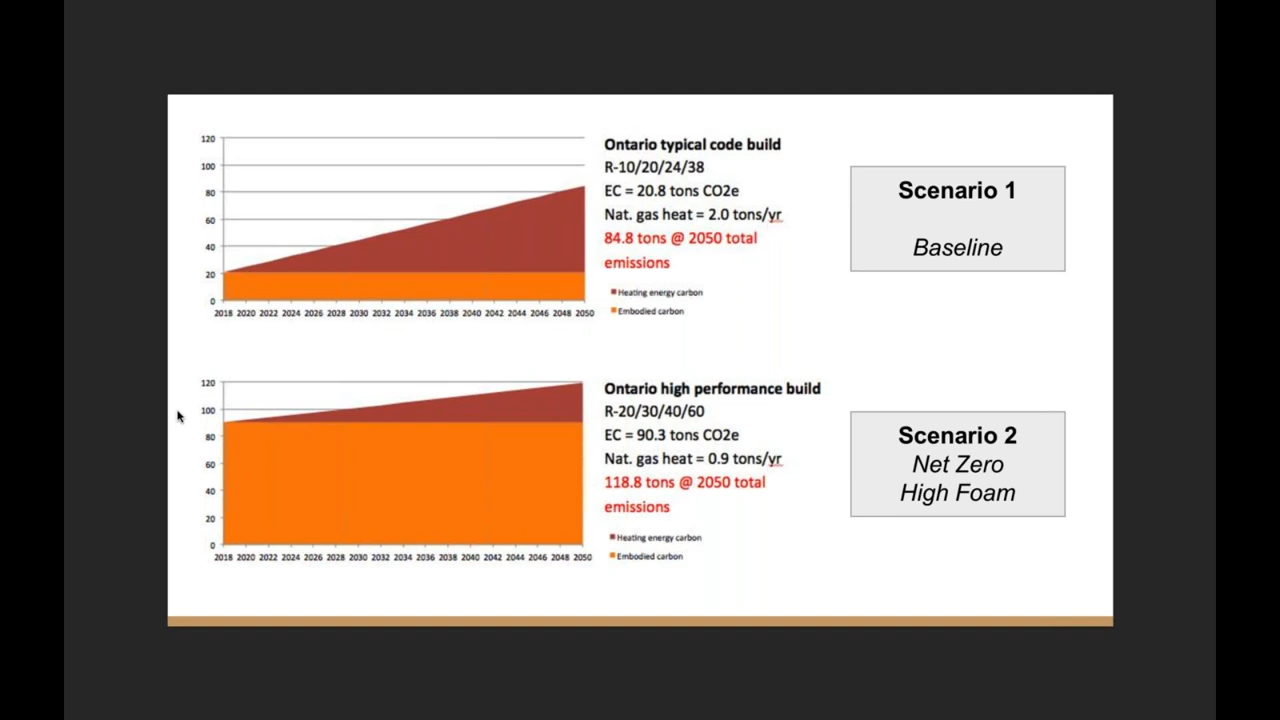 120
100
80
60
40
20
0
2018 2020 2022 2024 2026 2028 2030 2032 2034 2036 2038 2040 2042 2044 2046 2048 2050
Ontario typical code build
R-10/20/24/38
EC = 20.8 tons CO2e
Nat. gas heat = 2.0 tons/yr
84.8 tons @ 2050 total
emissions
Heating energy carbon
Embodied carbon
Scenario 1
Baseline
120
100
80
60
40
20
0
2018 2020 2022 2024 2026 2028 2030 2032 2034 2036 2038 2040 2042 2044 2046 2048 2050
Ontario high performance build
R-20/30/40/60
EC = 90.3 tons CO2e
Nat. gas heat = 0.9 tons/yr
118.8 tons @ 2050 total
emissions
Heating energy carbon
Embodied carbon
Scenario 2
Net Zero
High Foam